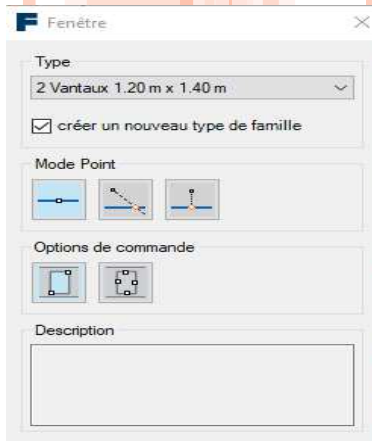 Fenêtre
Type
2 Vantaux 1.20 m x 1.40 m
créer un nouveau type de famille
Mode Point
Options de commande
Description